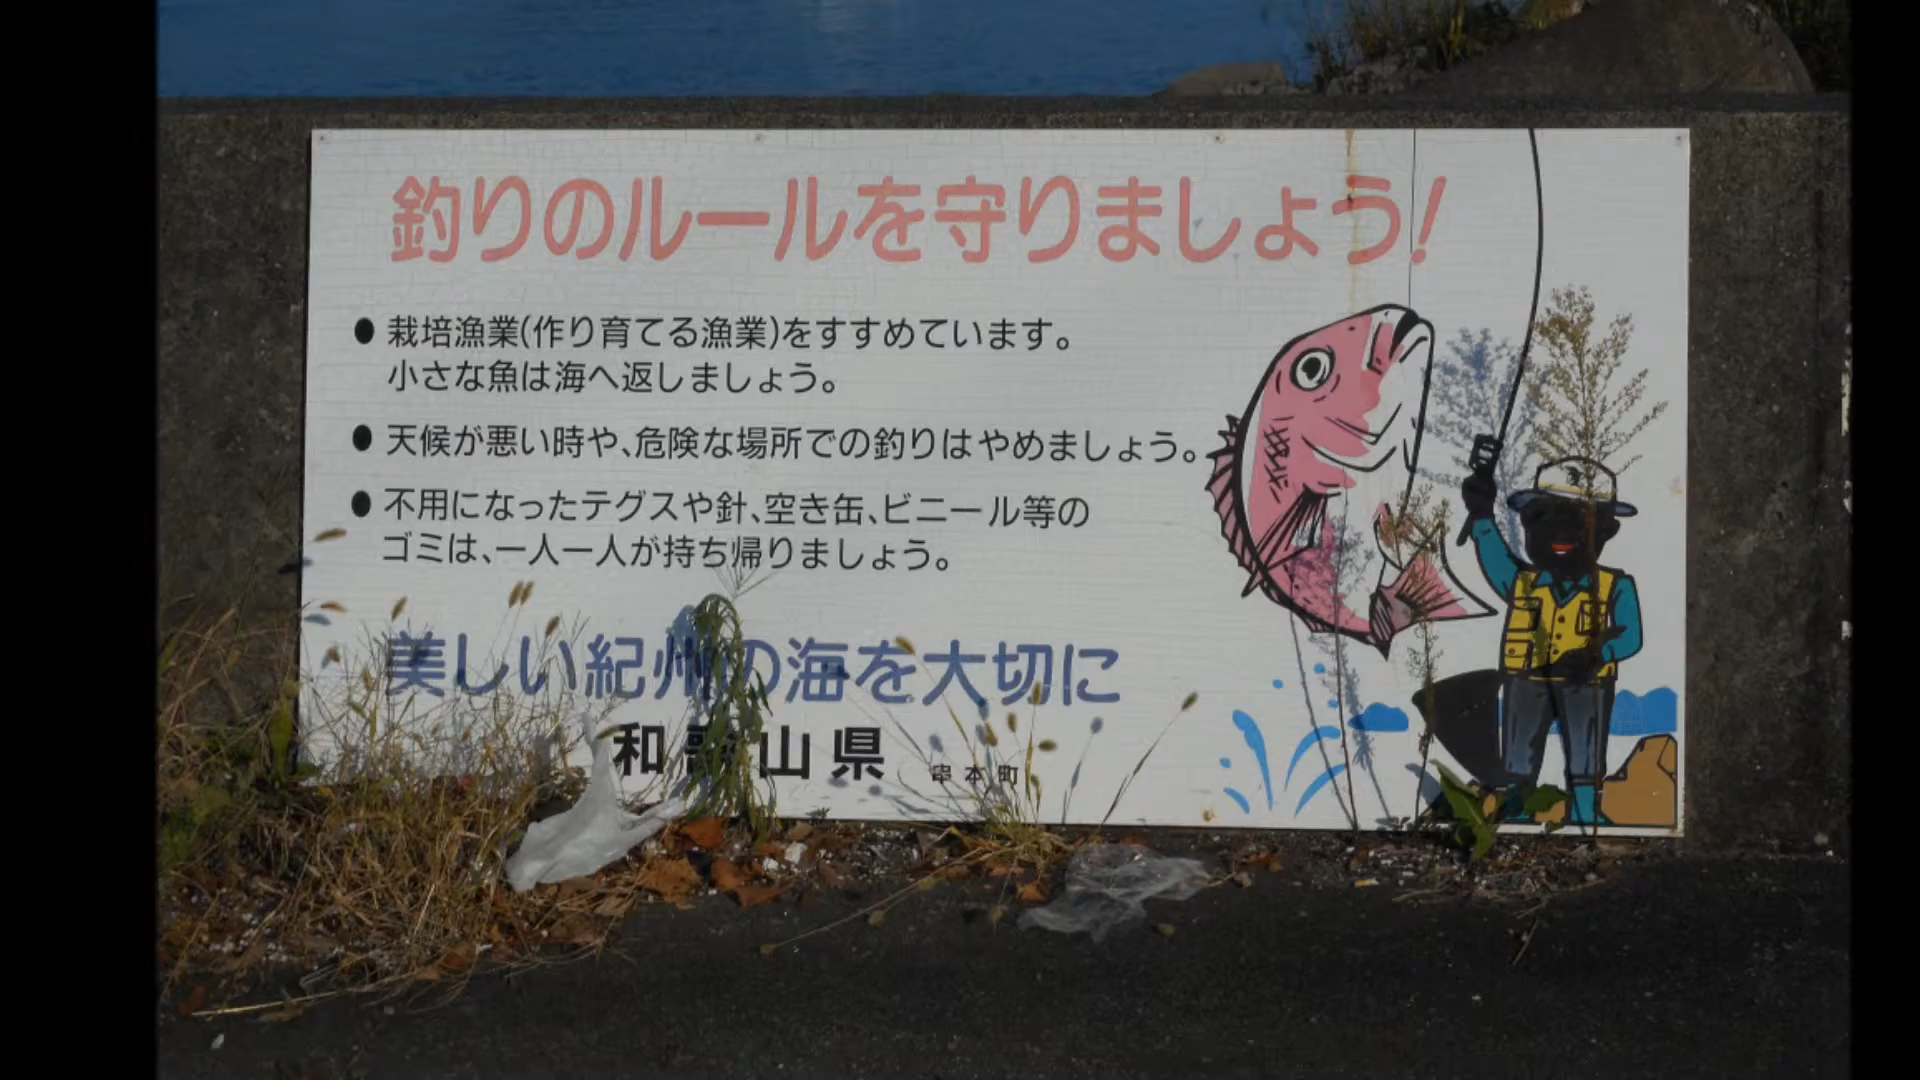 釣りのルールを守りましょう!
●栽培漁業(作り育てる漁業)をすすめています。
小さな魚は海へ返しましょう。
●天候が悪い時や、危険な場所での釣りはやめましょう。
●不用になったテグスや針、空き缶、ビニール等の
ゴミは、一人一人が持ち帰りましょう。
美しい紀州の海を大切に
和歌山県 串本町